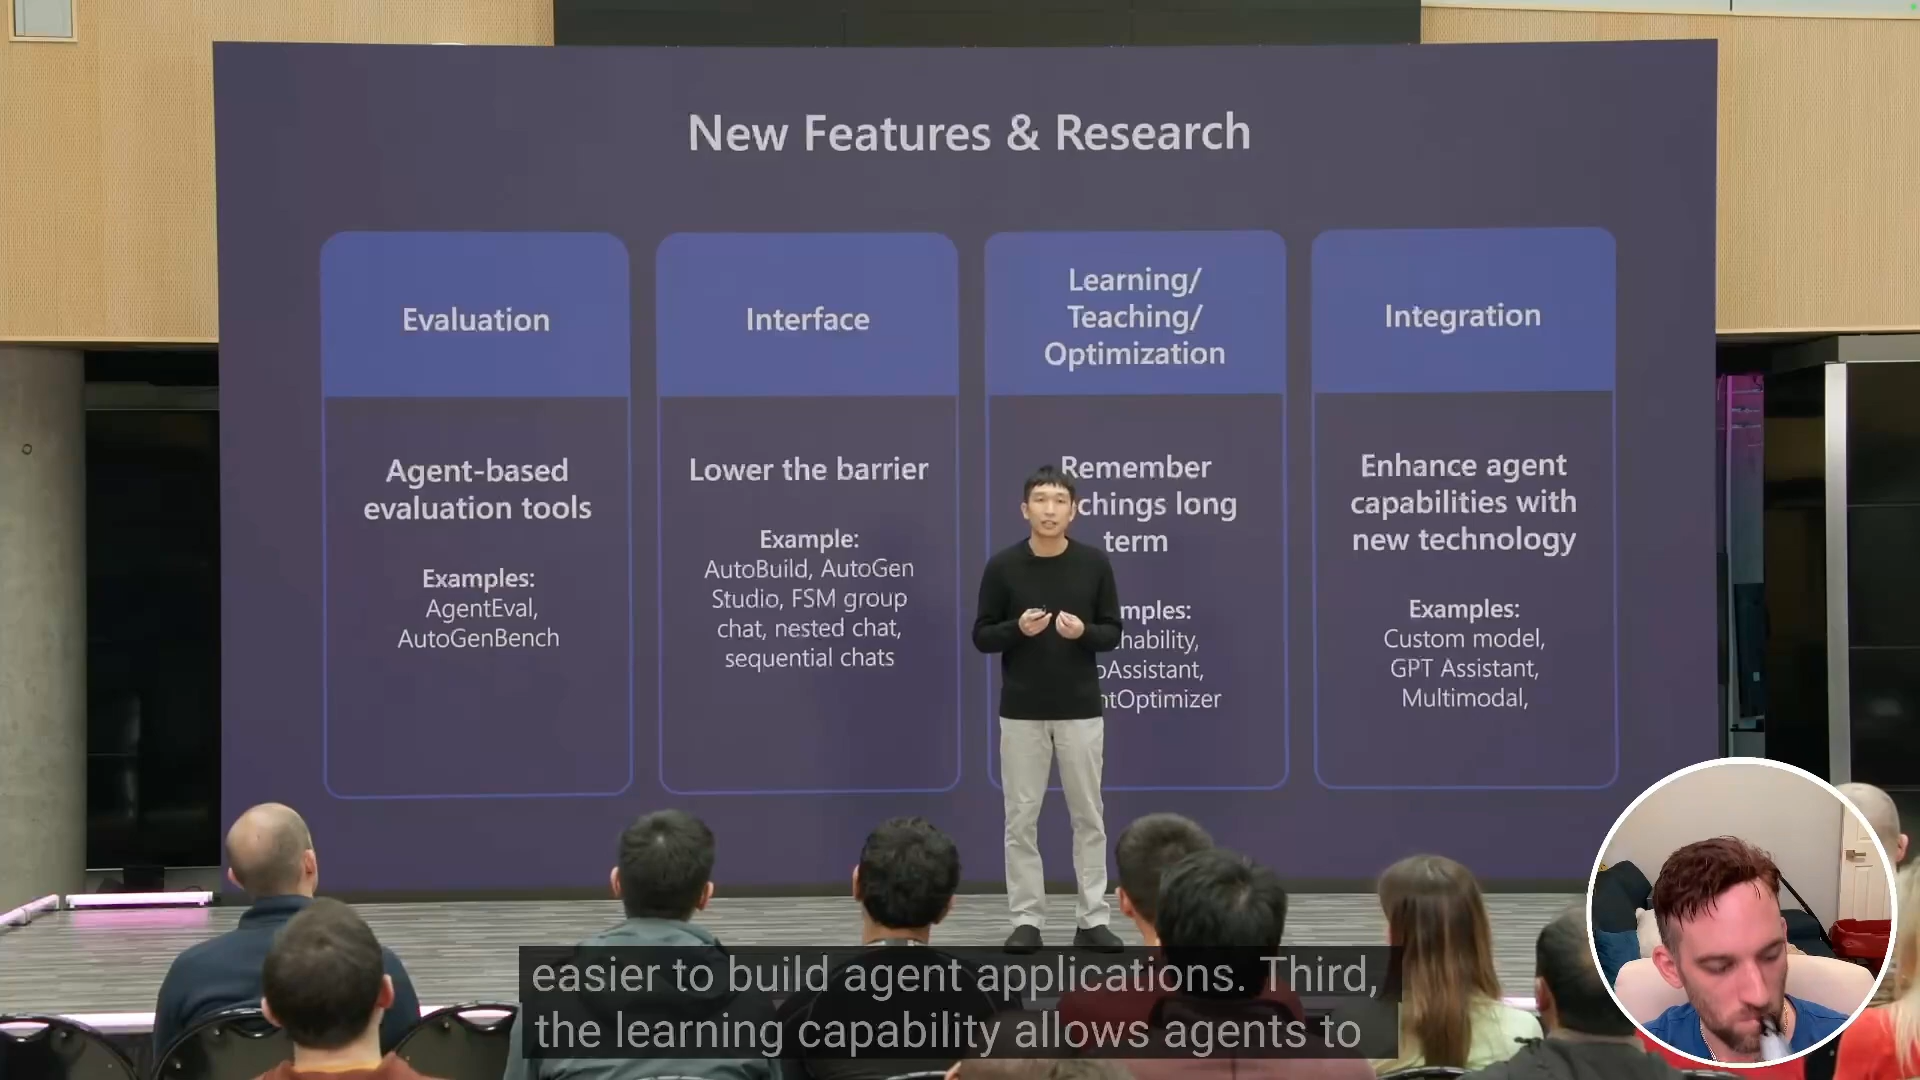 New Features & Research
Evaluation
Agent-based
evaluation tools
Examples:
AgentEval,
AutoGenBench
Interface
Lower the barrier
Example:
AutoBuild, AutoGen
Studio, FSM group
chat, nested chat,
sequential chats
Learning/
Teaching/
Optimization
Remember
chings long
term
mples:
hability,
oAssistant,
ntOptimizer
Integration
Enhance agent
capabilities with
new technology
Examples:
Custom model,
GPT Assistant,
Multimodal,
easier to build agent applications. Third,
the learning capability allows agents to